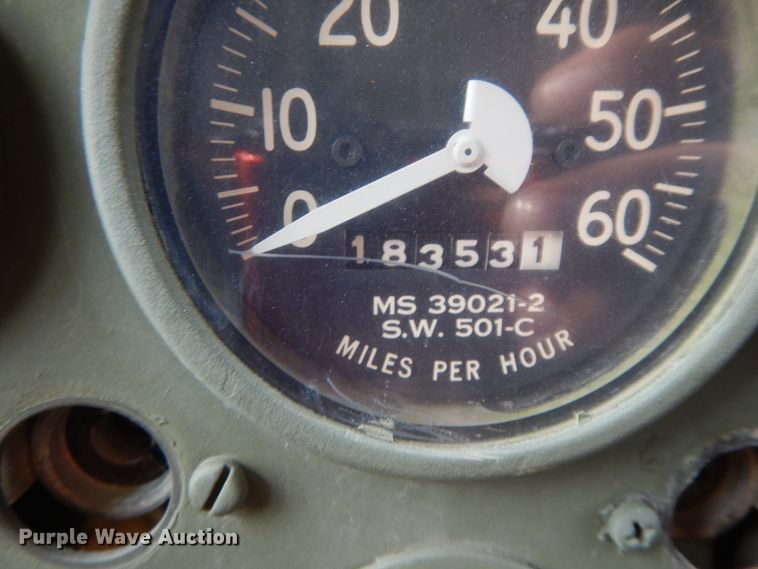 20 40
10 50
0 60
183531
MS 39021-2
S.W. 501-C
MILES PER HOUR
Purple Wave Auction